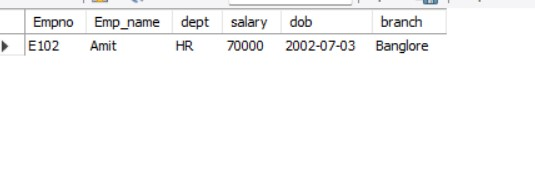 Empno Emp_name dept salary dob branch
E102 Amit HR 70000 2002-07-03 Banglore